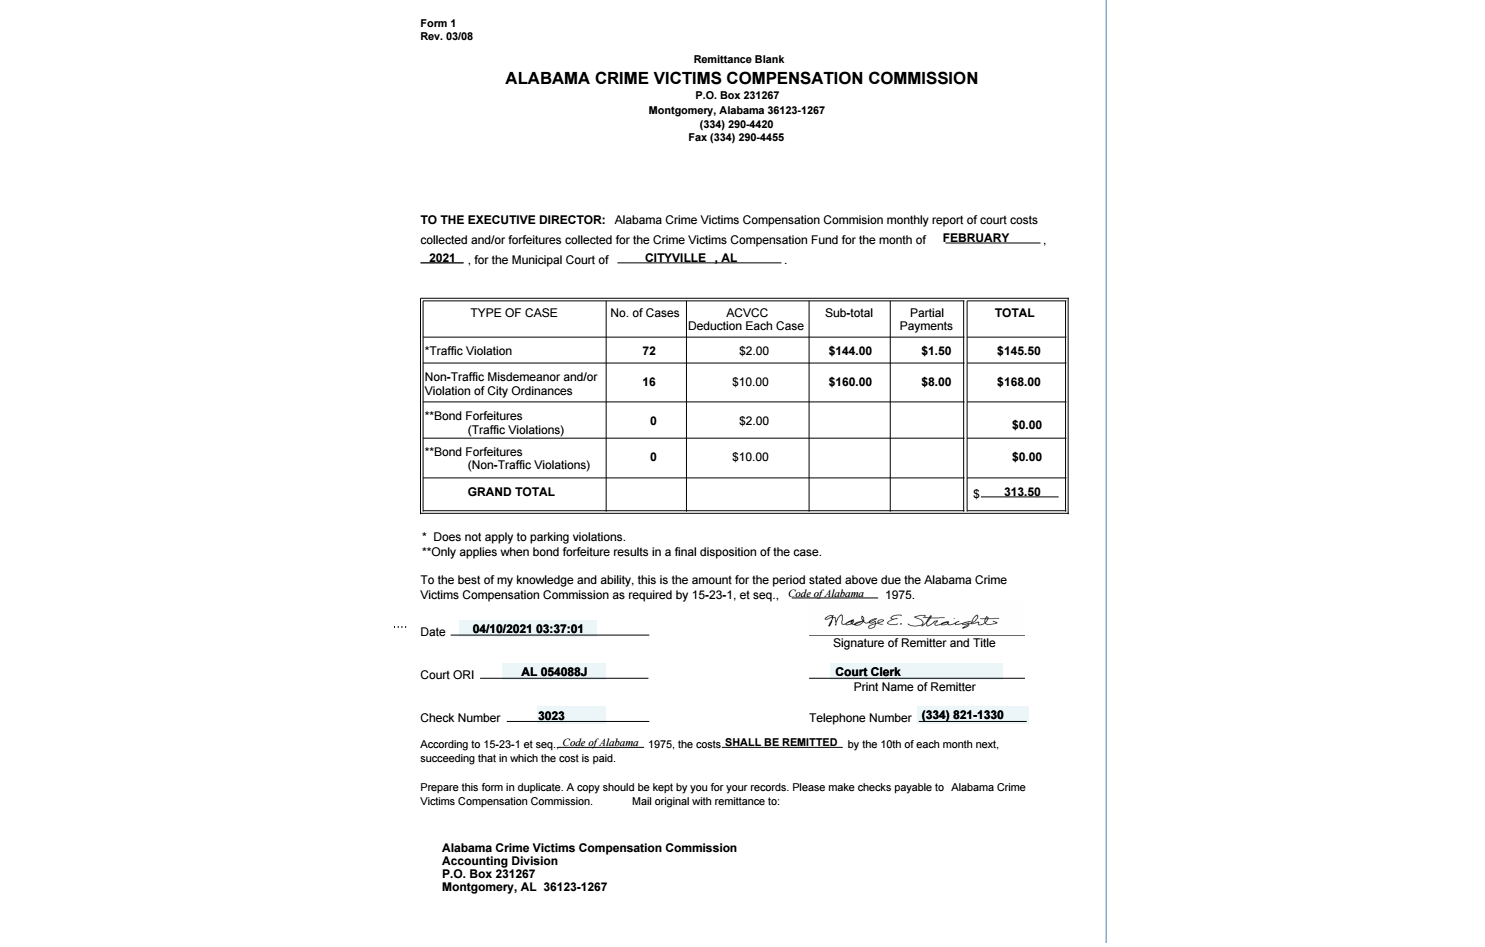 Form 1
Rev. 03/08
Remittance Blank
ALABAMA CRIME VICTIMS COMPENSATION COMMISSION
P.O. Box 231267
Montgomery, Alabama 36123-1267
(334) 290-4420
Fax (334) 290-4455
TO THE EXECUTIVE DIRECTOR: Alabama Crime Victims Compensation Commision monthly report of court costs
collected and/or forfeitures collected for the Crime Victims Compensation Fund for the month of FEBRUARY ,
2021 , for the Municipal Court of CITYVILLE , AL .
TYPE OF CASE No. of Cases ACVCC Deduction Each Case Sub-total Partial Payments TOTAL
*Traffic Violation 72 $2.00 $144.00 $1.50 $145.50
Non-Traffic Misdemeanor and/or
Violation of City Ordinances 16 $10.00 $160.00 $8.00 $168.00
**Bond Forfeitures
(Traffic Violations) 0 $2.00 $0.00
**Bond Forfeitures
(Non-Traffic Violations) 0 $10.00 $0.00
GRAND TOTAL $ 313.50
* Does not apply to parking violations.
**Only applies when bond forfeiture results in a final disposition of the case.
To the best of my knowledge and ability, this is the amount for the period stated above due the Alabama Crime
Victims Compensation Commission as required by 15-23-1, et seq., Code of Alabama 1975.
Madge E. Straight
Date 04/10/2021 03:37:01
Signature of Remitter and Title
Court ORI AL 054088J Court Clerk
Print Name of Remitter
Check Number 3023 Telephone Number (334) 821-1330
According to 15-23-1 et seq., Code of Alabama 1975, the costs SHALL BE REMITTED by the 10th of each month next,
succeeding that in which the cost is paid.
Prepare this form in duplicate. A copy should be kept by you for your records. Please make checks payable to Alabama Crime
Victims Compensation Commission. Mail original with remittance to:
Alabama Crime Victims Compensation Commission
Accounting Division
P.O. Box 231267
Montgomery, AL 36123-1267